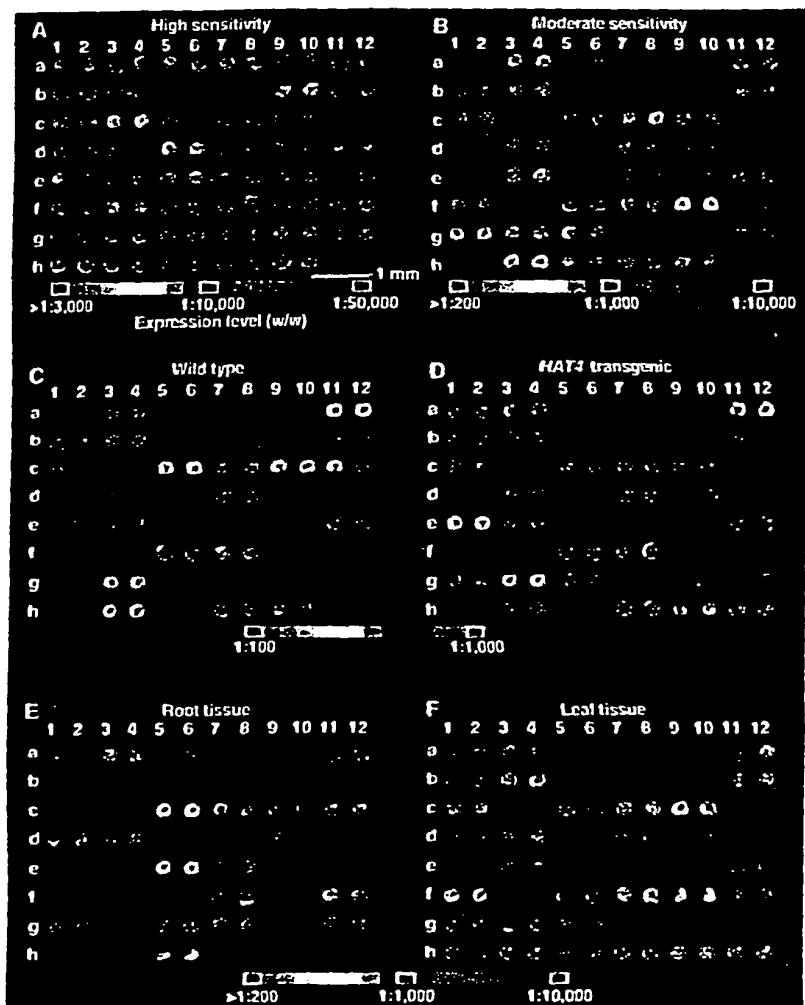 A High sensitivity
1 2 3 4 5 6 7 8 9 10 11 12
a
b
c
d
e
f
g
h
1 mm
>1:3,000 1:10,000 1:50,000
Expression level (w/w)
B Moderate sensitivity
1 2 3 4 5 6 7 8 9 10 11 12
a
b
c
d
e
f
g
h
>1:200 1:1,000 1:10,000
C Wild type
1 2 3 4 5 6 7 8 9 10 11 12
a
b
c
d
e
f
g
h
D HAT4 transgenic
1 2 3 4 5 6 7 8 9 10 11 12
a
b
c
d
e
f
g
h
1:100 1:1,000
E Root tissue
1 2 3 4 5 6 7 8 9 10 11 12
a
b
c
d
e
f
g
h
F Leaf tissue
1 2 3 4 5 6 7 8 9 10 11 12
a
b
c
d
e
f
g
h
>1:200 1:1,000 1:10,000